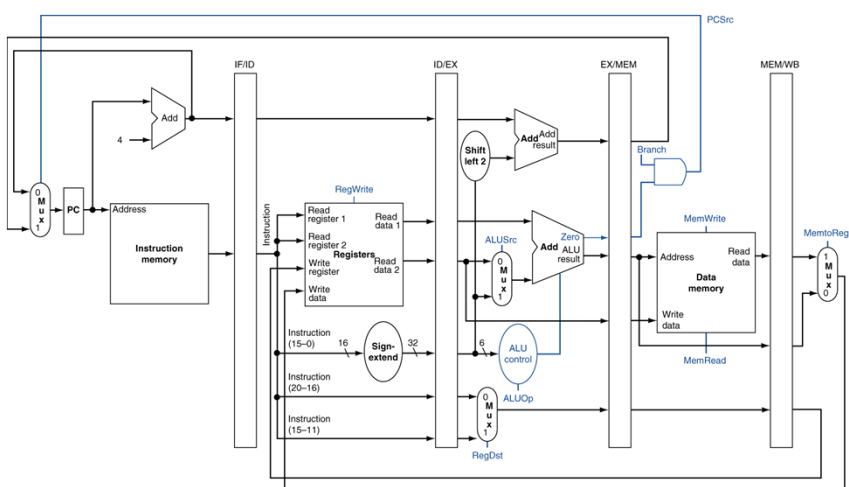 PCSrc
IF/ID
ID/EX
EX/MEM
MEM/WB
Add
4
Add
Add
result
Shift
left 2
Branch
0
M
u
x
1
PC
Address
Instruction
memory
Instruction
RegWrite
Read
register 1
Read
register 2
Write
register
Write
data
Registers
Read
data 1
Read
data 2
ALUSrc
0
M
u
x
1
Zero
Add
ALU
result
MemWrite
Address
Read
data
Data
memory
Write
data
MemRead
MemtoReg
1
M
u
x
0
Instruction
(15–0)
16
Sign-
extend
32
6
ALU
control
ALUOp
Instruction
(20–16)
Instruction
(15–11)
0
M
u
x
1
RegDst